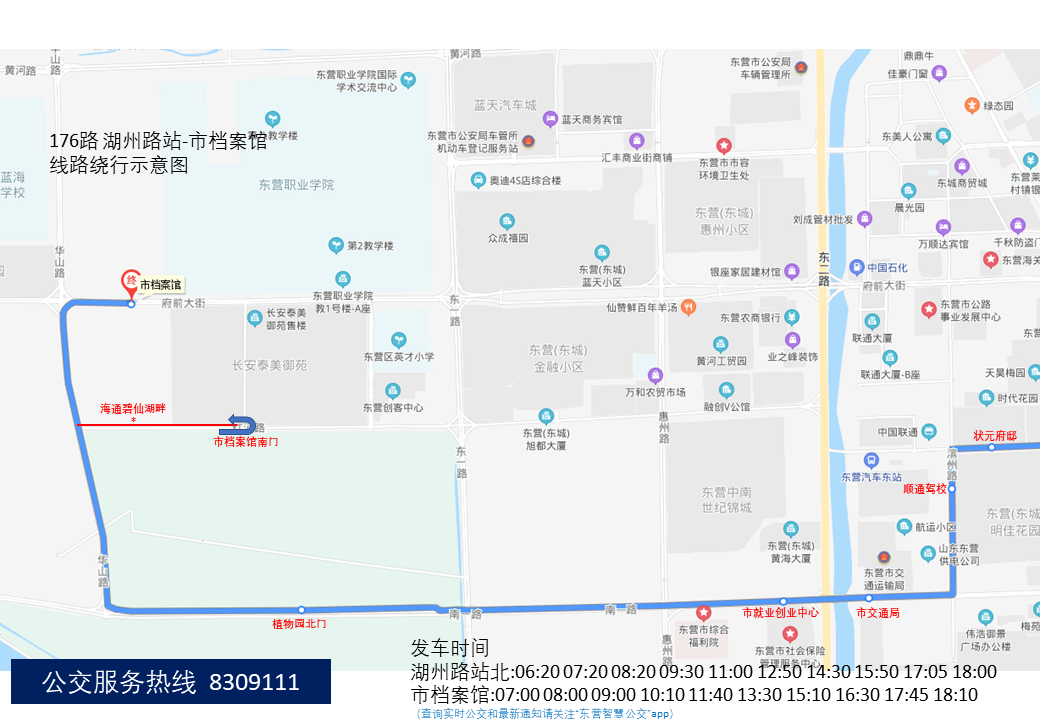 黄河路
华山路
黄河路
东营职业学院国际
学术交流中心
东营市公安局
车辆管理所
鼎鼎牛
佳豪门窗
绿态园
蓝天汽车城
蓝天商务宾馆
东营市公安局车管所
机动车登记服务站
汇丰商业街商铺
东营市市容
环境卫生处
东美人公寓
176路 湖州路站-市档案馆
线路绕行示意图
教学楼
东城商贸城
东营莱
村镇银
蓝海
学校
东营职业学院
奥迪4S店综合楼
晨光园
众成禧园
东营(东城)
惠州小区
刘成管材批发
万顺达宾馆
千秋防盗门
华山路
第2教学楼
东营(东城)
蓝天小区
银座家居建材馆
东二路
中国石化
东营海关
终
市档案馆
府前大街
东营职业学院
教1号楼-A座
府前大街
东一路
仙赞鲜百年羊汤
东营农商银行
东营市公路
事业发展中心
长安泰美
御苑售楼
联通大厦
东营区英才小学
东营(东城)
金融小区
黄河工贸园
业之峰装饰
长安泰美御苑
联通大厦-B座
天昊梅园
万和农贸市场
融创V公馆
时代花园
海通碧仙湖畔
*
东营创客中心
市档案馆南门
东营(东城)
旭都大厦
惠州路
中国联通
状元府邸
东一路
滨州路
东营汽车东站
顺通驾校
东营中南
世纪锦城
航运小区
东营(东城)
明佳花园
东营(东城)
黄海大厦
山东东营
供电公司
华山路
东营市交
通运输局
植物园北门
南一路
南一路
市就业创业中心
市交通局
东营市综合
福利院
惠州路
东营市社会保险
管理服务中心
伟浩御景
广场办公楼
梅苑
发车时间
湖州路站北:06:20 07:20 08:20 09:30 11:00 12:50 14:30 15:50 17:05 18:00
市档案馆:07:00 08:00 09:00 10:10 11:40 13:30 15:10 16:30 17:45 18:10
（查询实时公交和最新通知请关注“东营智慧公交”app）
公交服务热线 8309111